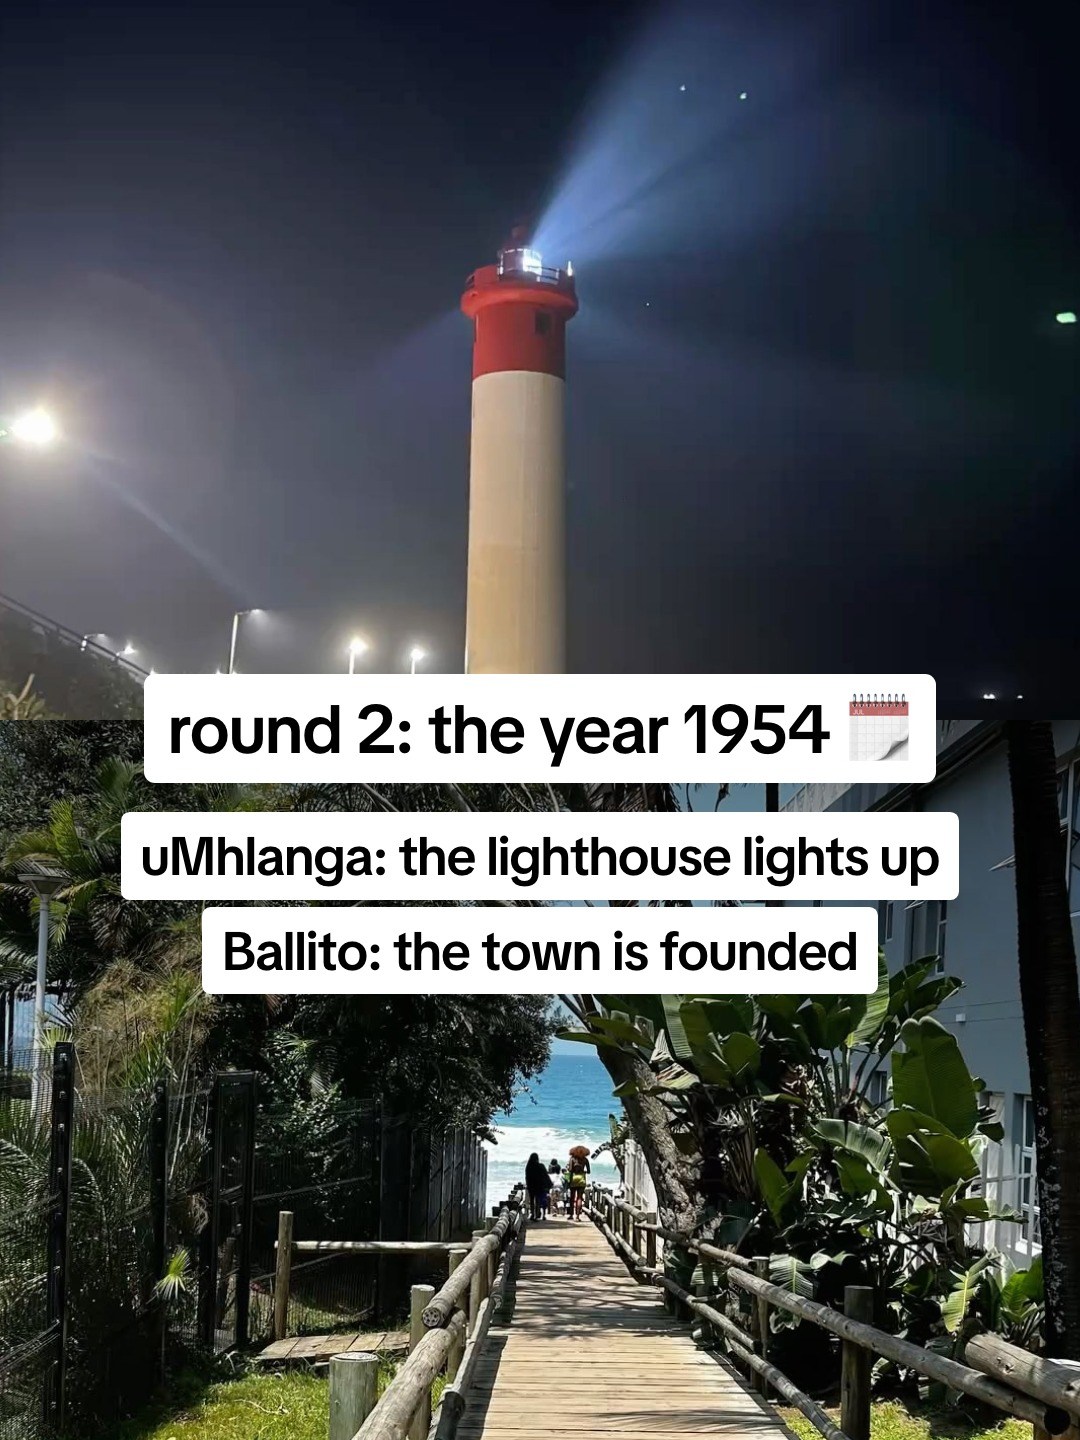 round 2: the year 1954 🗓️
uMhlanga: the lighthouse lights up
Ballito: the town is founded